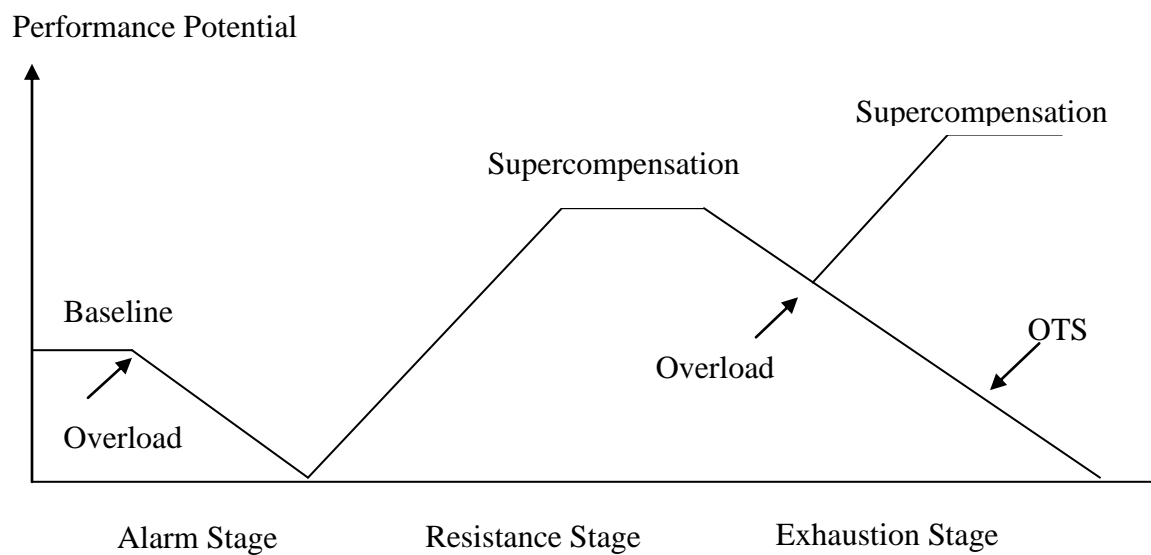 Performance Potential
Supercompensation
Supercompensation
Baseline
OTS
Overload
Overload
Alarm Stage
Resistance Stage
Exhaustion Stage